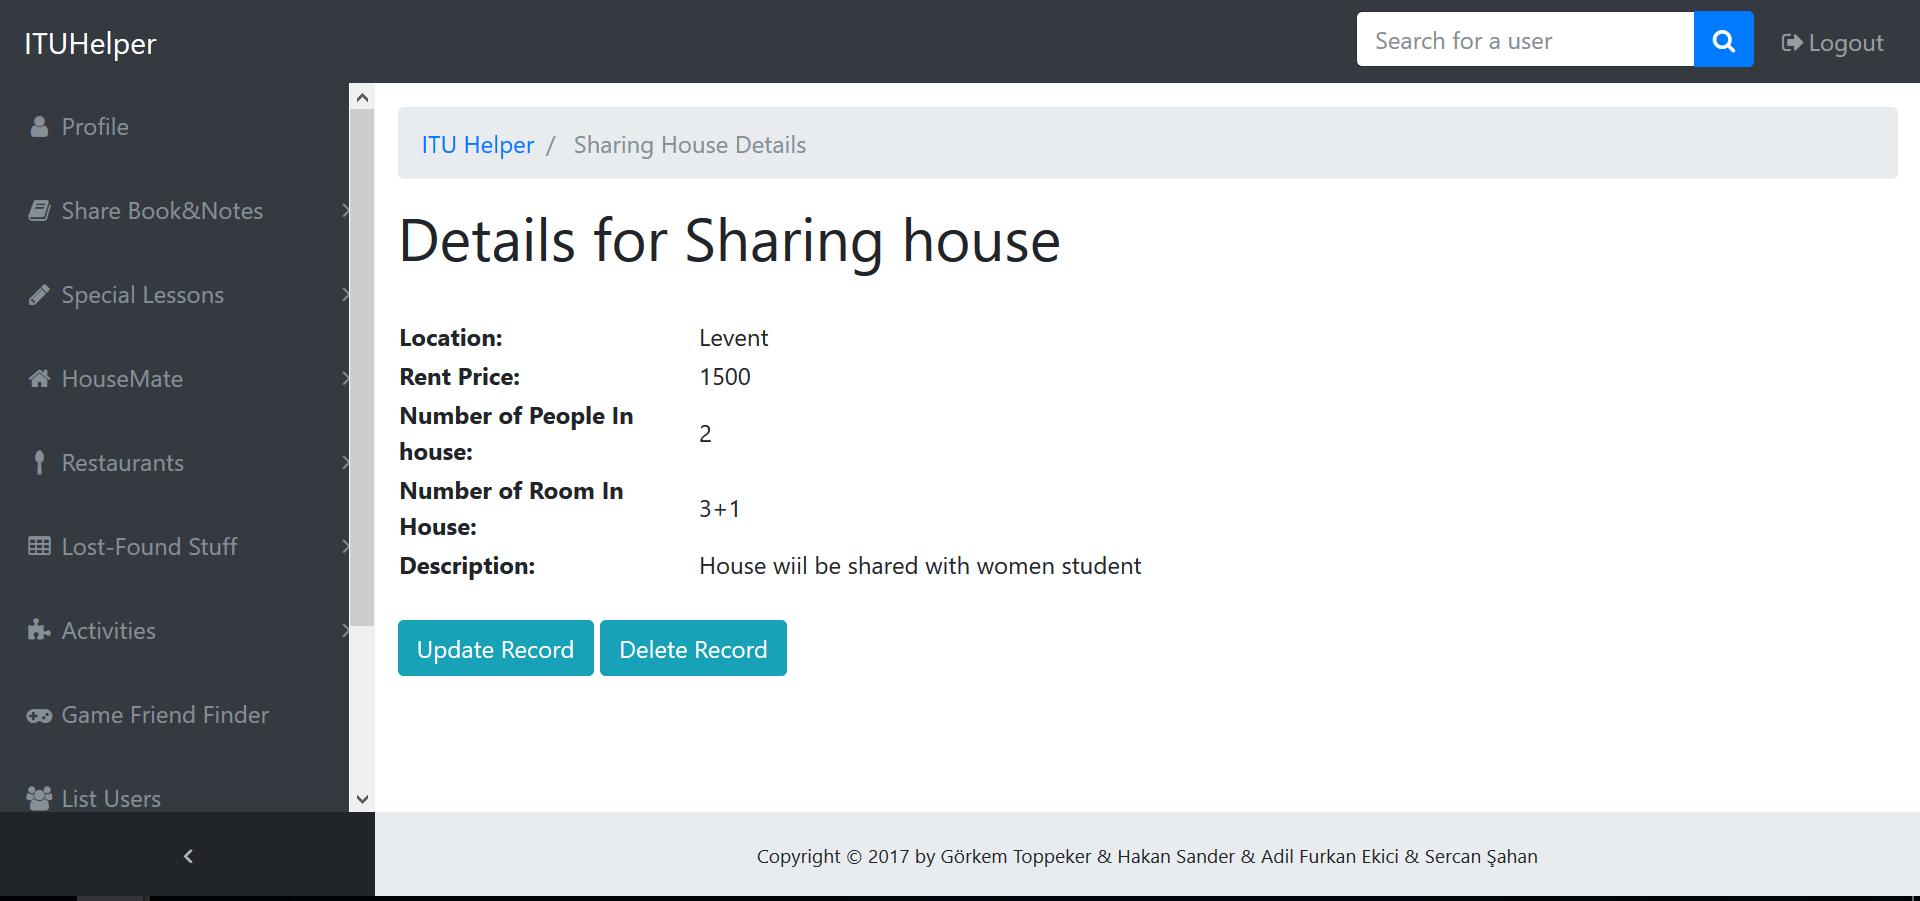 ITUHelper
Search for a user
Logout
Profile
Share Book&Notes
Special Lessons
HouseMate
Restaurants
Lost-Found Stuff
Activities
Game Friend Finder
List Users
ITU Helper / Sharing House Details
Details for Sharing house
Location: Levent
Rent Price: 1500
Number of People In
house: 2
Number of Room In
House: 3+1
Description: House wiil be shared with women student
Update Record Delete Record
Copyright © 2017 by Görkem Toppeker & Hakan Sander & Adil Furkan Ekici & Sercan Şahan